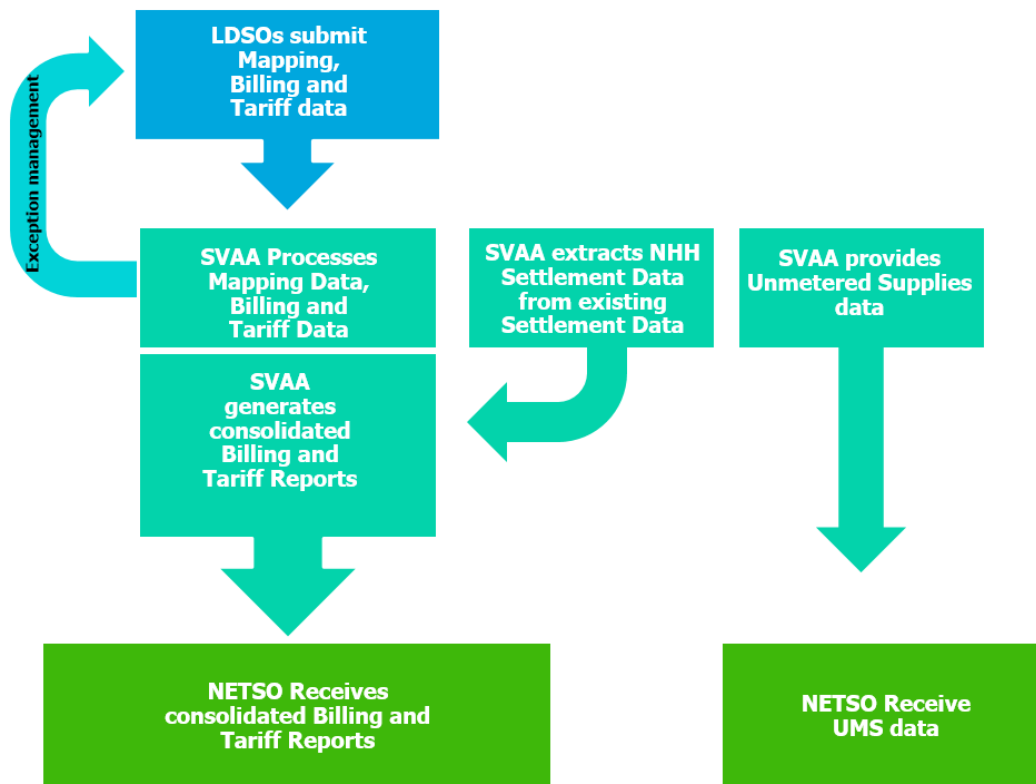 LDSOs submit
Mapping,
Billing and
Tariff data
Exception management
SVAA Processes
Mapping Data,
Billing and
Tariff Data
SVAA extracts NHH
Settlement Data
from existing
Settlement Data
SVAA provides
Unmetered Supplies
data
SVAA
generates
consolidated
Billing and
Tariff Reports
NETSO Receives
consolidated Billing and
Tariff Reports
NETSO Receive
UMS data